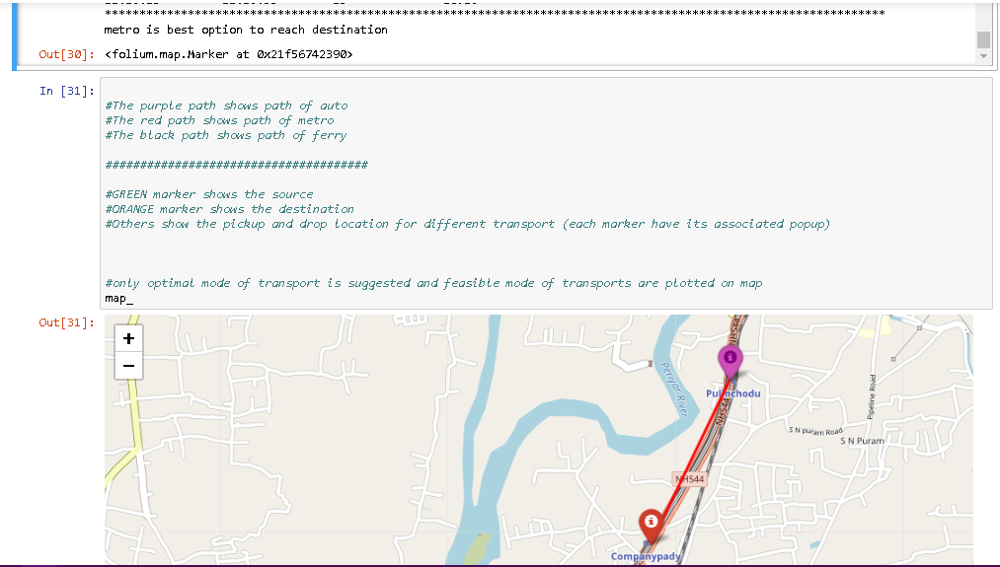 ********************************************************************************************************************
metro is best option to reach destination
Out[30]: <folium.map.Marker at 0x21f56742390>
In [31]:
#The purple path shows path of auto
#The red path shows path of metro
#The black path shows path of ferry
######################################
#GREEN marker shows the source
#ORANGE marker shows the destination
#Others show the pickup and drop location for different transport (each marker have its associated popup)
#only optimal mode of transport is suggested and feasible mode of transports are plotted on map
map_
Out[31]:
+
−
NH544
Periyar River
Pulinchodu
NH544
Pipeline Road
S N puram Road
S N Puram
NH544
Companypady